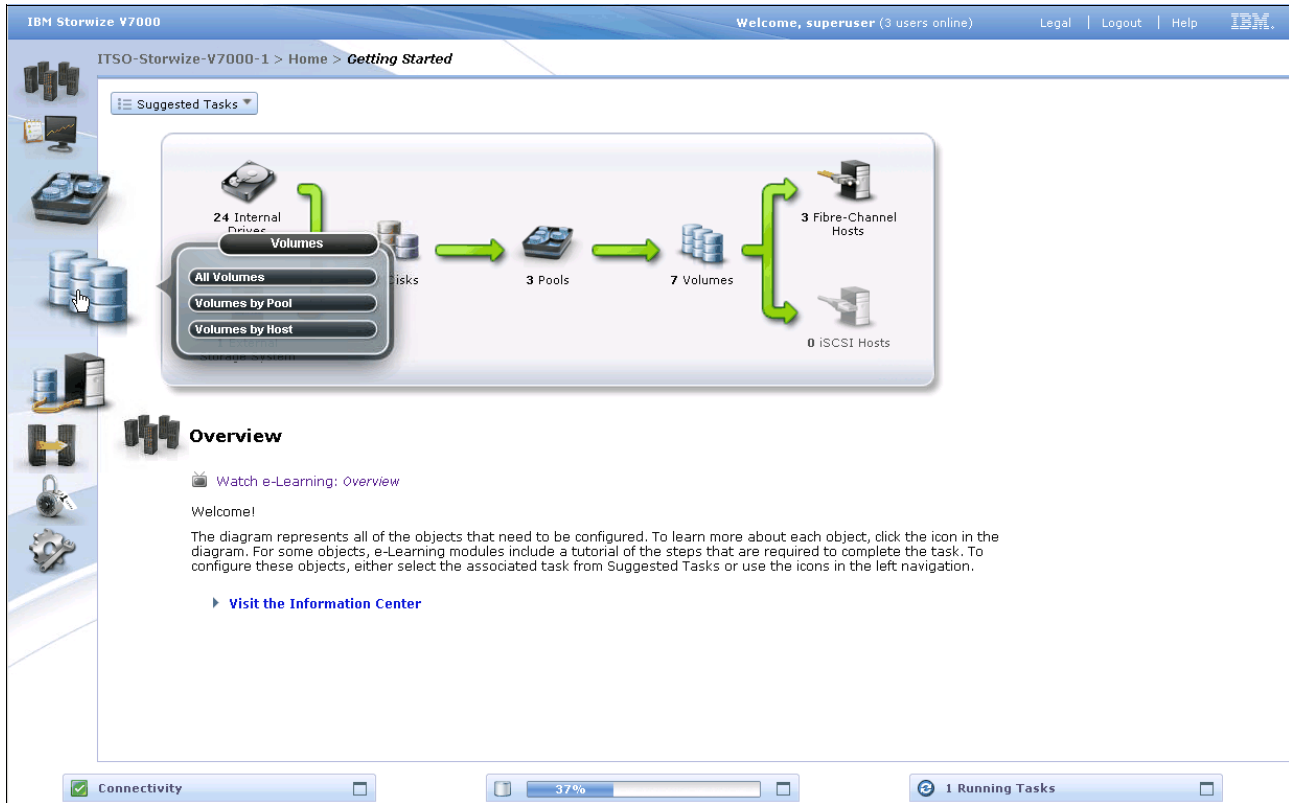 IBM Storwize V7000
Welcome, superuser (3 users online)
Legal | Logout | Help
IBM.
ITSO-Storwize-V7000-1 > Home > Getting Started
Suggested Tasks
24 Internal
Drives
Volumes
All Volumes
Volumes by Pool
Volumes by Host
Disks
3 Pools
7 Volumes
3 Fibre-Channel
Hosts
0 iSCSI Hosts
1 External
Storage System
Overview
Watch e-Learning: Overview
Welcome!
The diagram represents all of the objects that need to be configured. To learn more about each object, click the icon in the
diagram. For some objects, e-Learning modules include a tutorial of the steps that are required to complete the task. To
configure these objects, either select the associated task from Suggested Tasks or use the icons in the left navigation.
Visit the Information Center
Connectivity
37%
1 Running Tasks